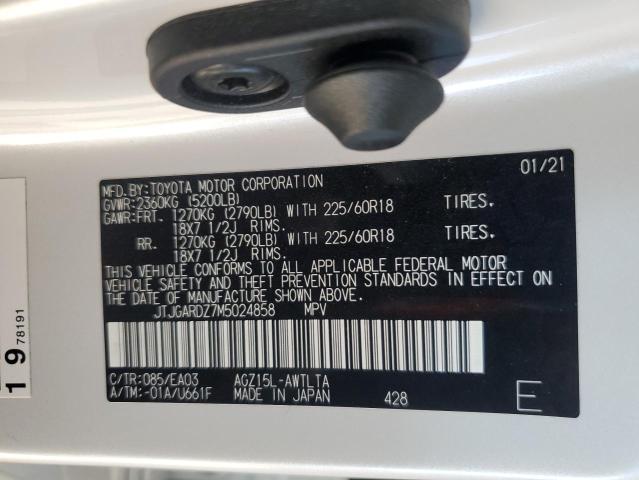 01/21
MFD.BY:TOYOTA MOTOR CORPORATION
GVWR:2360KG (5200LB)
GAWR:FRT. 1270KG (2790LB) WITH 225/60R18 TIRES.
18X7 1/2J RIMS.
RR. 1270KG (2790LB) WITH 225/60R18 TIRES.
18X7 1/2J RIMS.
THIS VEHICLE CONFORMS TO ALL APPLICABLE FEDERAL MOTOR
VEHICLE SAFETY AND THEFT PREVENTION STANDARDS IN EFFECT ON
THE DATE OF MANUFACTURE SHOWN ABOVE.
JTJGARDZ7M5024858 MPV
C/TR:085/EA03 AGZ15L-AWTLTA
A/TM:-01A/U661F MADE IN JAPAN 428 E
19 78191